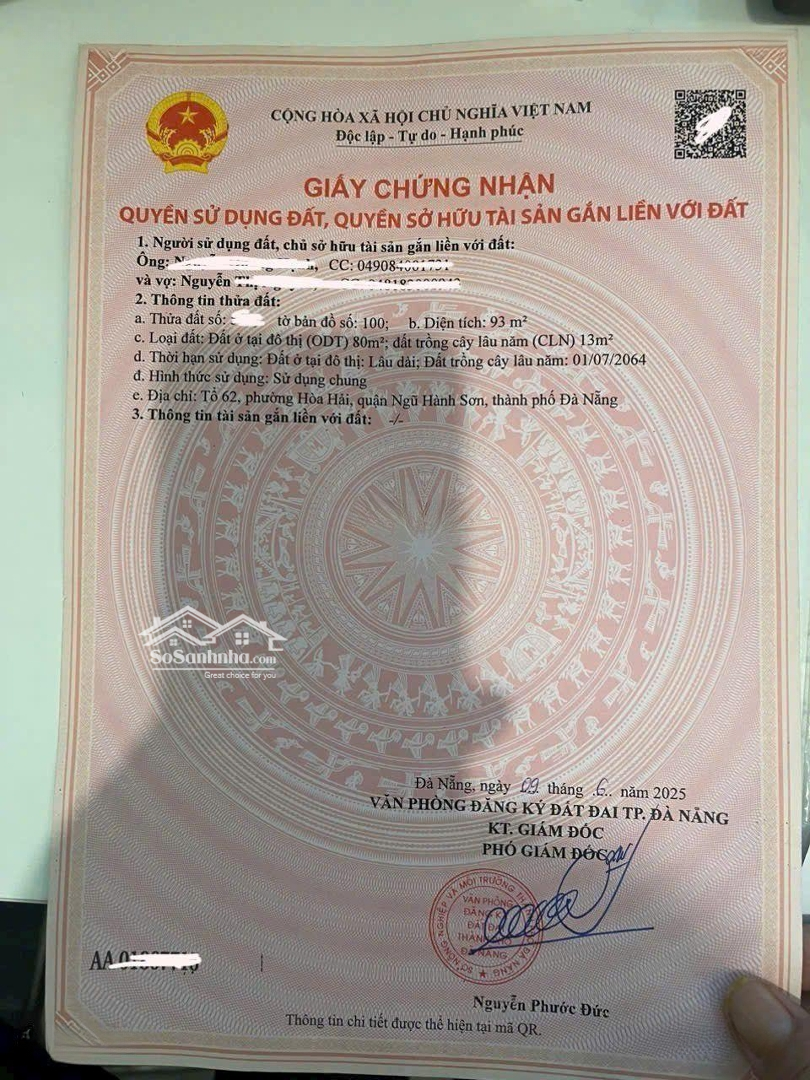 CỘNG HÒA XÃ HỘI CHỦ NGHĨA VIỆT NAM
Độc lập - Tự do - Hạnh phúc
GIẤY CHỨNG NHẬN
QUYỀN SỬ DỤNG ĐẤT, QUYỀN SỞ HỮU TÀI SẢN GẮN LIỀN VỚI ĐẤT
1. Người sử dụng đất, chủ sở hữu tài sản gắn liền với đất:
Ông: CC:
và vợ: Nguyễn
2. Thông tin thửa đất:
a. Thửa đất số: tờ bản đồ số: 100; b. Diện tích: 93 m²
c. Loại đất: Đất ở tại đô thị (ODT) 80m²; đất trồng cây lâu năm (CLN) 13m²
d. Thời hạn sử dụng: Đất ở tại đô thị: Lâu dài; Đất trồng cây lâu năm: 01/07/2064
đ. Hình thức sử dụng: Sử dụng chung
e. Địa chỉ: Tổ 62, phường Hòa Hải, quận Ngũ Hành Sơn, thành phố Đà Nẵng
3. Thông tin tài sản gắn liền với đất: -/-
SoSanhnha.com
Great choice for you
Đà Nẵng, ngày 09 tháng 6 năm 2025
VĂN PHÒNG ĐĂNG KÝ ĐẤT ĐAI TP. ĐÀ NẴNG
KT. GIÁM ĐỐC
PHÓ GIÁM ĐỐC
AA
Nguyễn Phước Đức
Thông tin chi tiết được thể hiện tại mã QR.